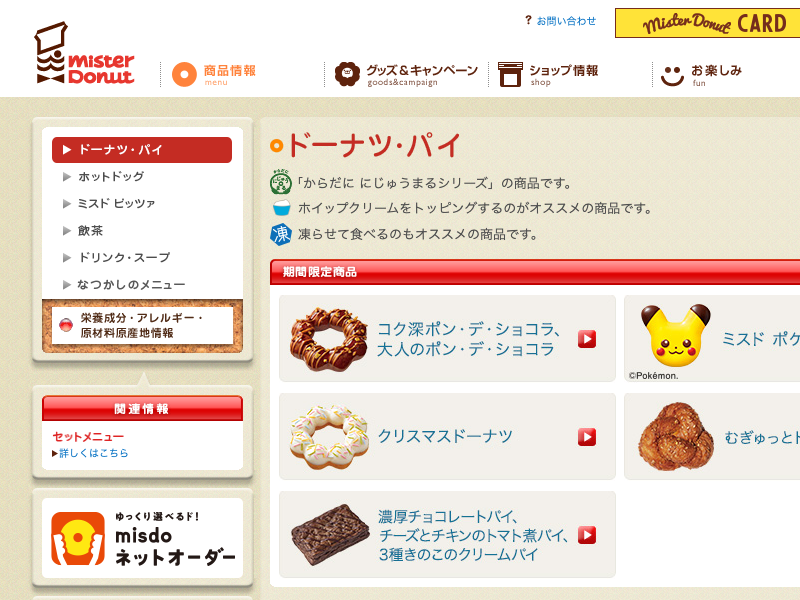 ? お問い合わせ
Mister Donut CARD
mister Donut
商品情報
menu
グッズ&キャンペーン
goods&campaign
ショップ情報
shop
お楽しみ
fun
ドーナツ・パイ
ホットドッグ
ミスド ピッツァ
飲茶
ドリンク・スープ
なつかしのメニュー
栄養成分・アレルギー・
原材料原産地情報
関連情報
セットメニュー
詳しくはこちら
ゆっくり選べるド!
misdo
ネットオーダー
ドーナツ・パイ
「からだに にじゅうまるシリーズ」の商品です。
ホイップクリームをトッピングするのがオススメの商品です。
凍 凍らせて食べるのもオススメの商品です。
期間限定商品
コク深ポン・デ・ショコラ、
大人のポン・デ・ショコラ
ミスド ポケ
©Pokémon.
クリスマスドーナツ
むぎゅっと
濃厚チョコレートパイ、
チーズとチキンのトマト煮パイ、
3種きのこのクリームパイ